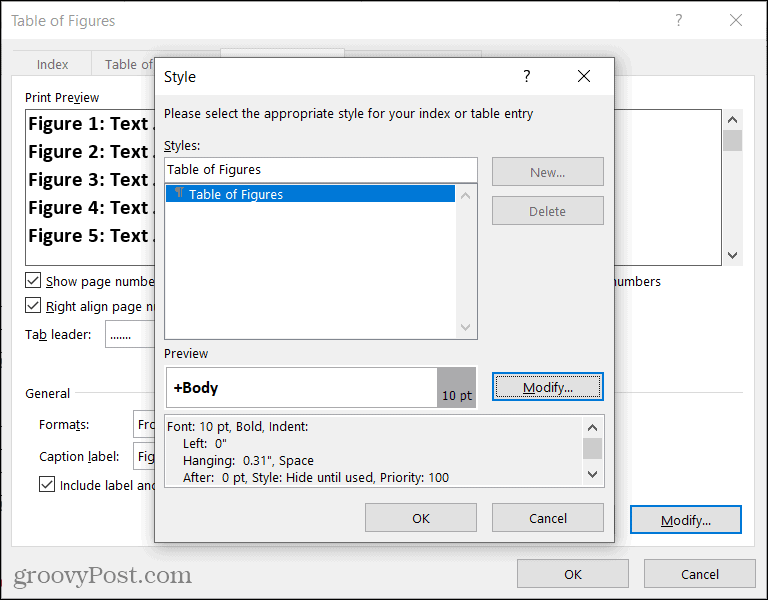 Table of Figures
?
Index
Table of
Print Preview
Figure 1: Text
Figure 2: Text
Figure 3: Text
Figure 4: Text
Figure 5: Text
Show page numbe
umbers
Right align page n
Tab leader:
.......
General
Formats:
Fro
Caption label:
Fig
Include label an
Modify...
OK
Cancel
Style
?
Please select the appropriate style for your index or table entry
Styles:
Table of Figures
¶ Table of Figures
New...
Delete
Preview
+Body
10 pt
Modify...
Font: 10 pt, Bold, Indent:
Left: 0"
Hanging: 0.31", Space
After: 0 pt, Style: Hide until used, Priority: 100
OK
Cancel
groovyPost.com